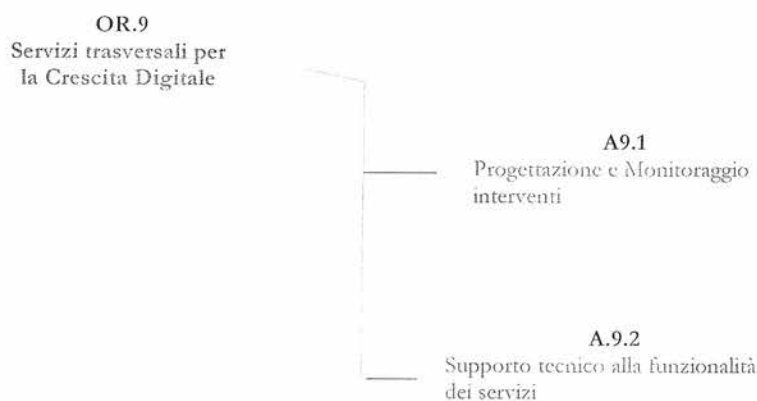 OR.9
Servizi trasversali per
la Crescita Digitale
A9.1
Progettazione e Monitoraggio
interventi
A.9.2
Supporto tecnico alla funzionalità
dei servizi